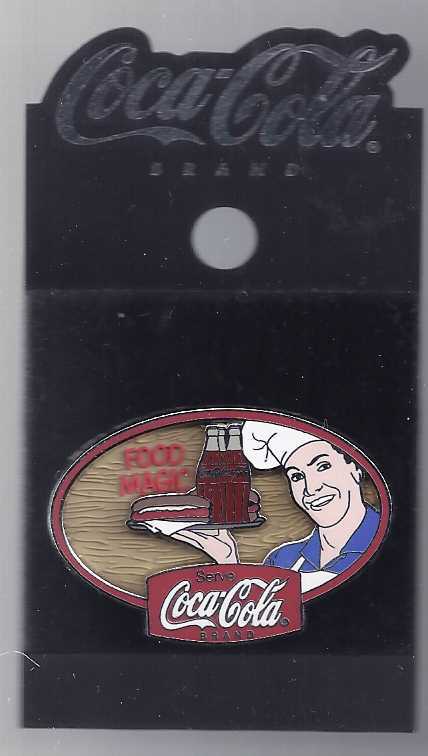 Coca-Cola®
BRAND
FOOD
MAGIC
Serve
Coca-Cola®
BRAND